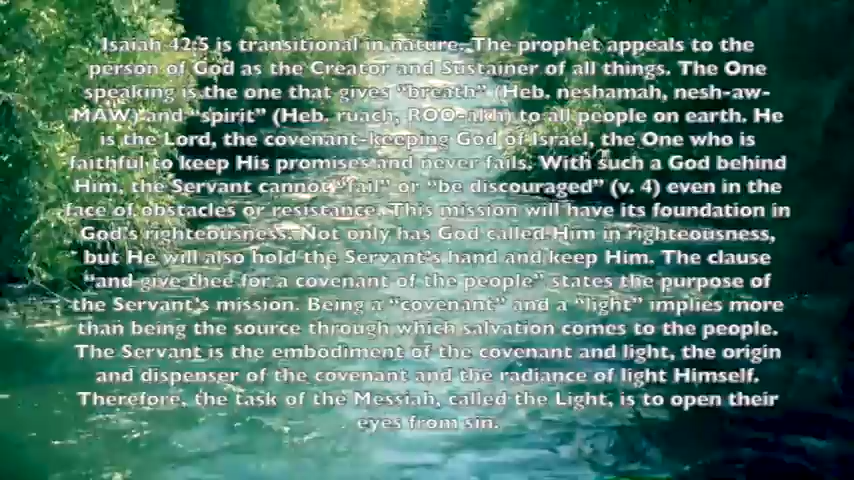 Isaiah 42:5 is transitional in nature. The prophet appeals to the
person of God as the Creator and Sustainer of all things. The One
speaking is the one that gives “breath” (Heb. neshamah, nesh-aw-
MAW) and “spirit” (Heb. ruach, ROO-akh) to all people on earth. He
is the Lord, the covenant-keeping God of Israel, the One who is
faithful to keep His promises and never fails. With such a God behind
Him, the Servant cannot “fail” or “be discouraged” (v. 4) even in the
face of obstacles or resistance. This mission will have its foundation in
God’s righteousness. Not only has God called Him in righteousness,
but He will also hold the Servant’s hand and keep Him. The clause
“and give thee for a covenant of the people” states the purpose of
the Servant’s mission. Being a “covenant” and a “light” implies more
than being the source through which salvation comes to the people.
The Servant is the embodiment of the covenant and light, the origin
and dispenser of the covenant and the radiance of light Himself.
Therefore, the task of the Messiah, called the Light, is to open their
eyes from sin.